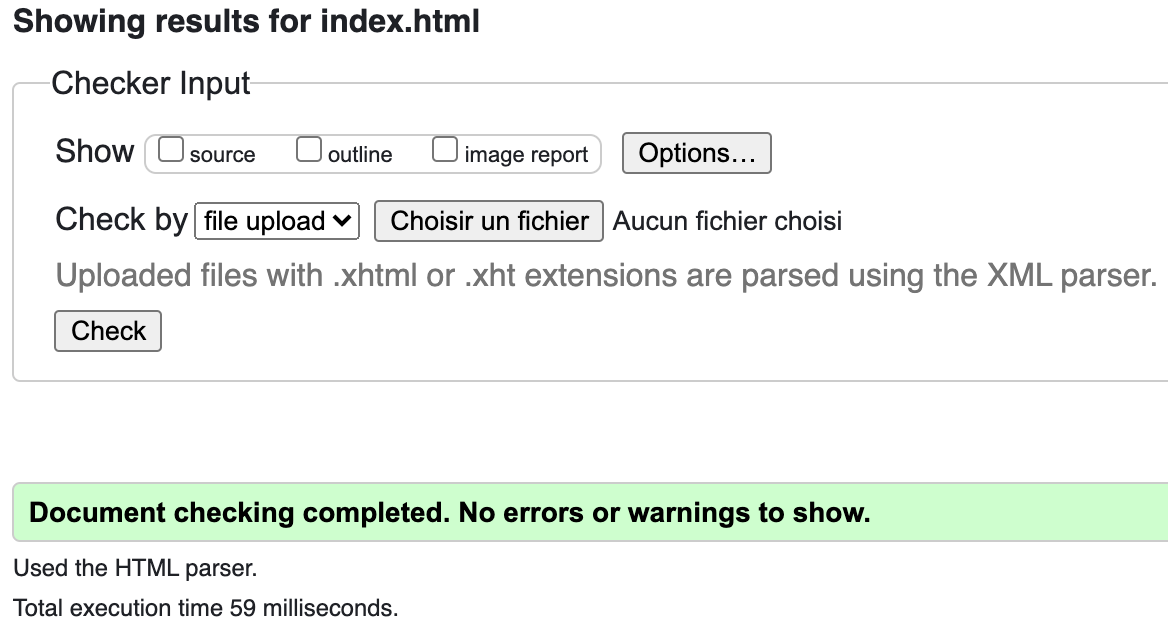 Showing results for index.html
Checker Input
Show source outline image report Options...
Check by file upload Choisir un fichier Aucun fichier choisi
Uploaded files with .xhtml or .xht extensions are parsed using the XML parser.
Check
Document checking completed. No errors or warnings to show.
Used the HTML parser.
Total execution time 59 milliseconds.